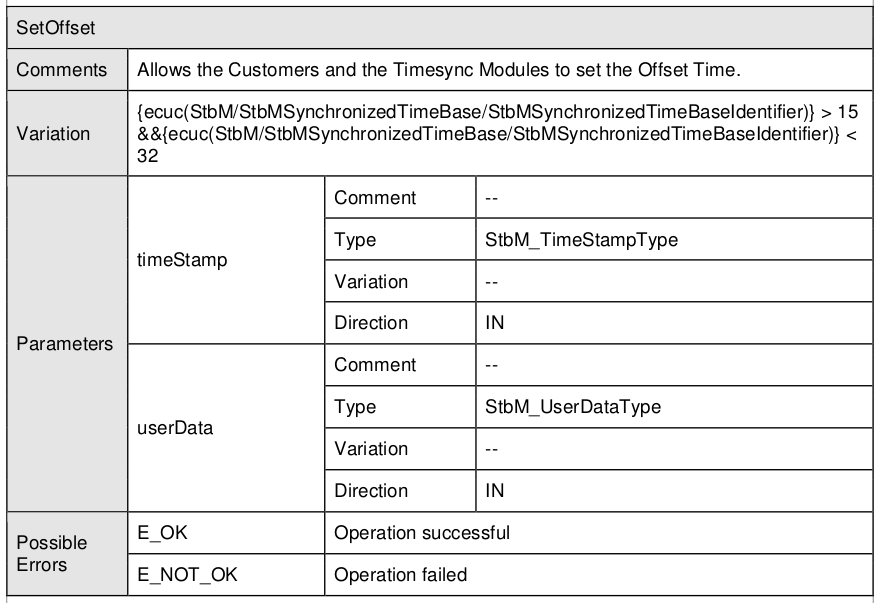 SetOffset
Comments
Allows the Customers and the Timesync Modules to set the Offset Time.
Variation
{ecuc(StbM/StbMSynchronizedTimeBase/StbMSynchronizedTimeBaseIdentifier)} > 15
&&{ecuc(StbM/StbMSynchronizedTimeBase/StbMSynchronizedTimeBaseIdentifier)} <
32
Parameters
timeStamp
Comment
--
Type
StbM_TimeStampType
Variation
--
Direction
IN
userData
Comment
--
Type
StbM_UserDataType
Variation
--
Direction
IN
Possible
Errors
E_OK
Operation successful
E_NOT_OK
Operation failed